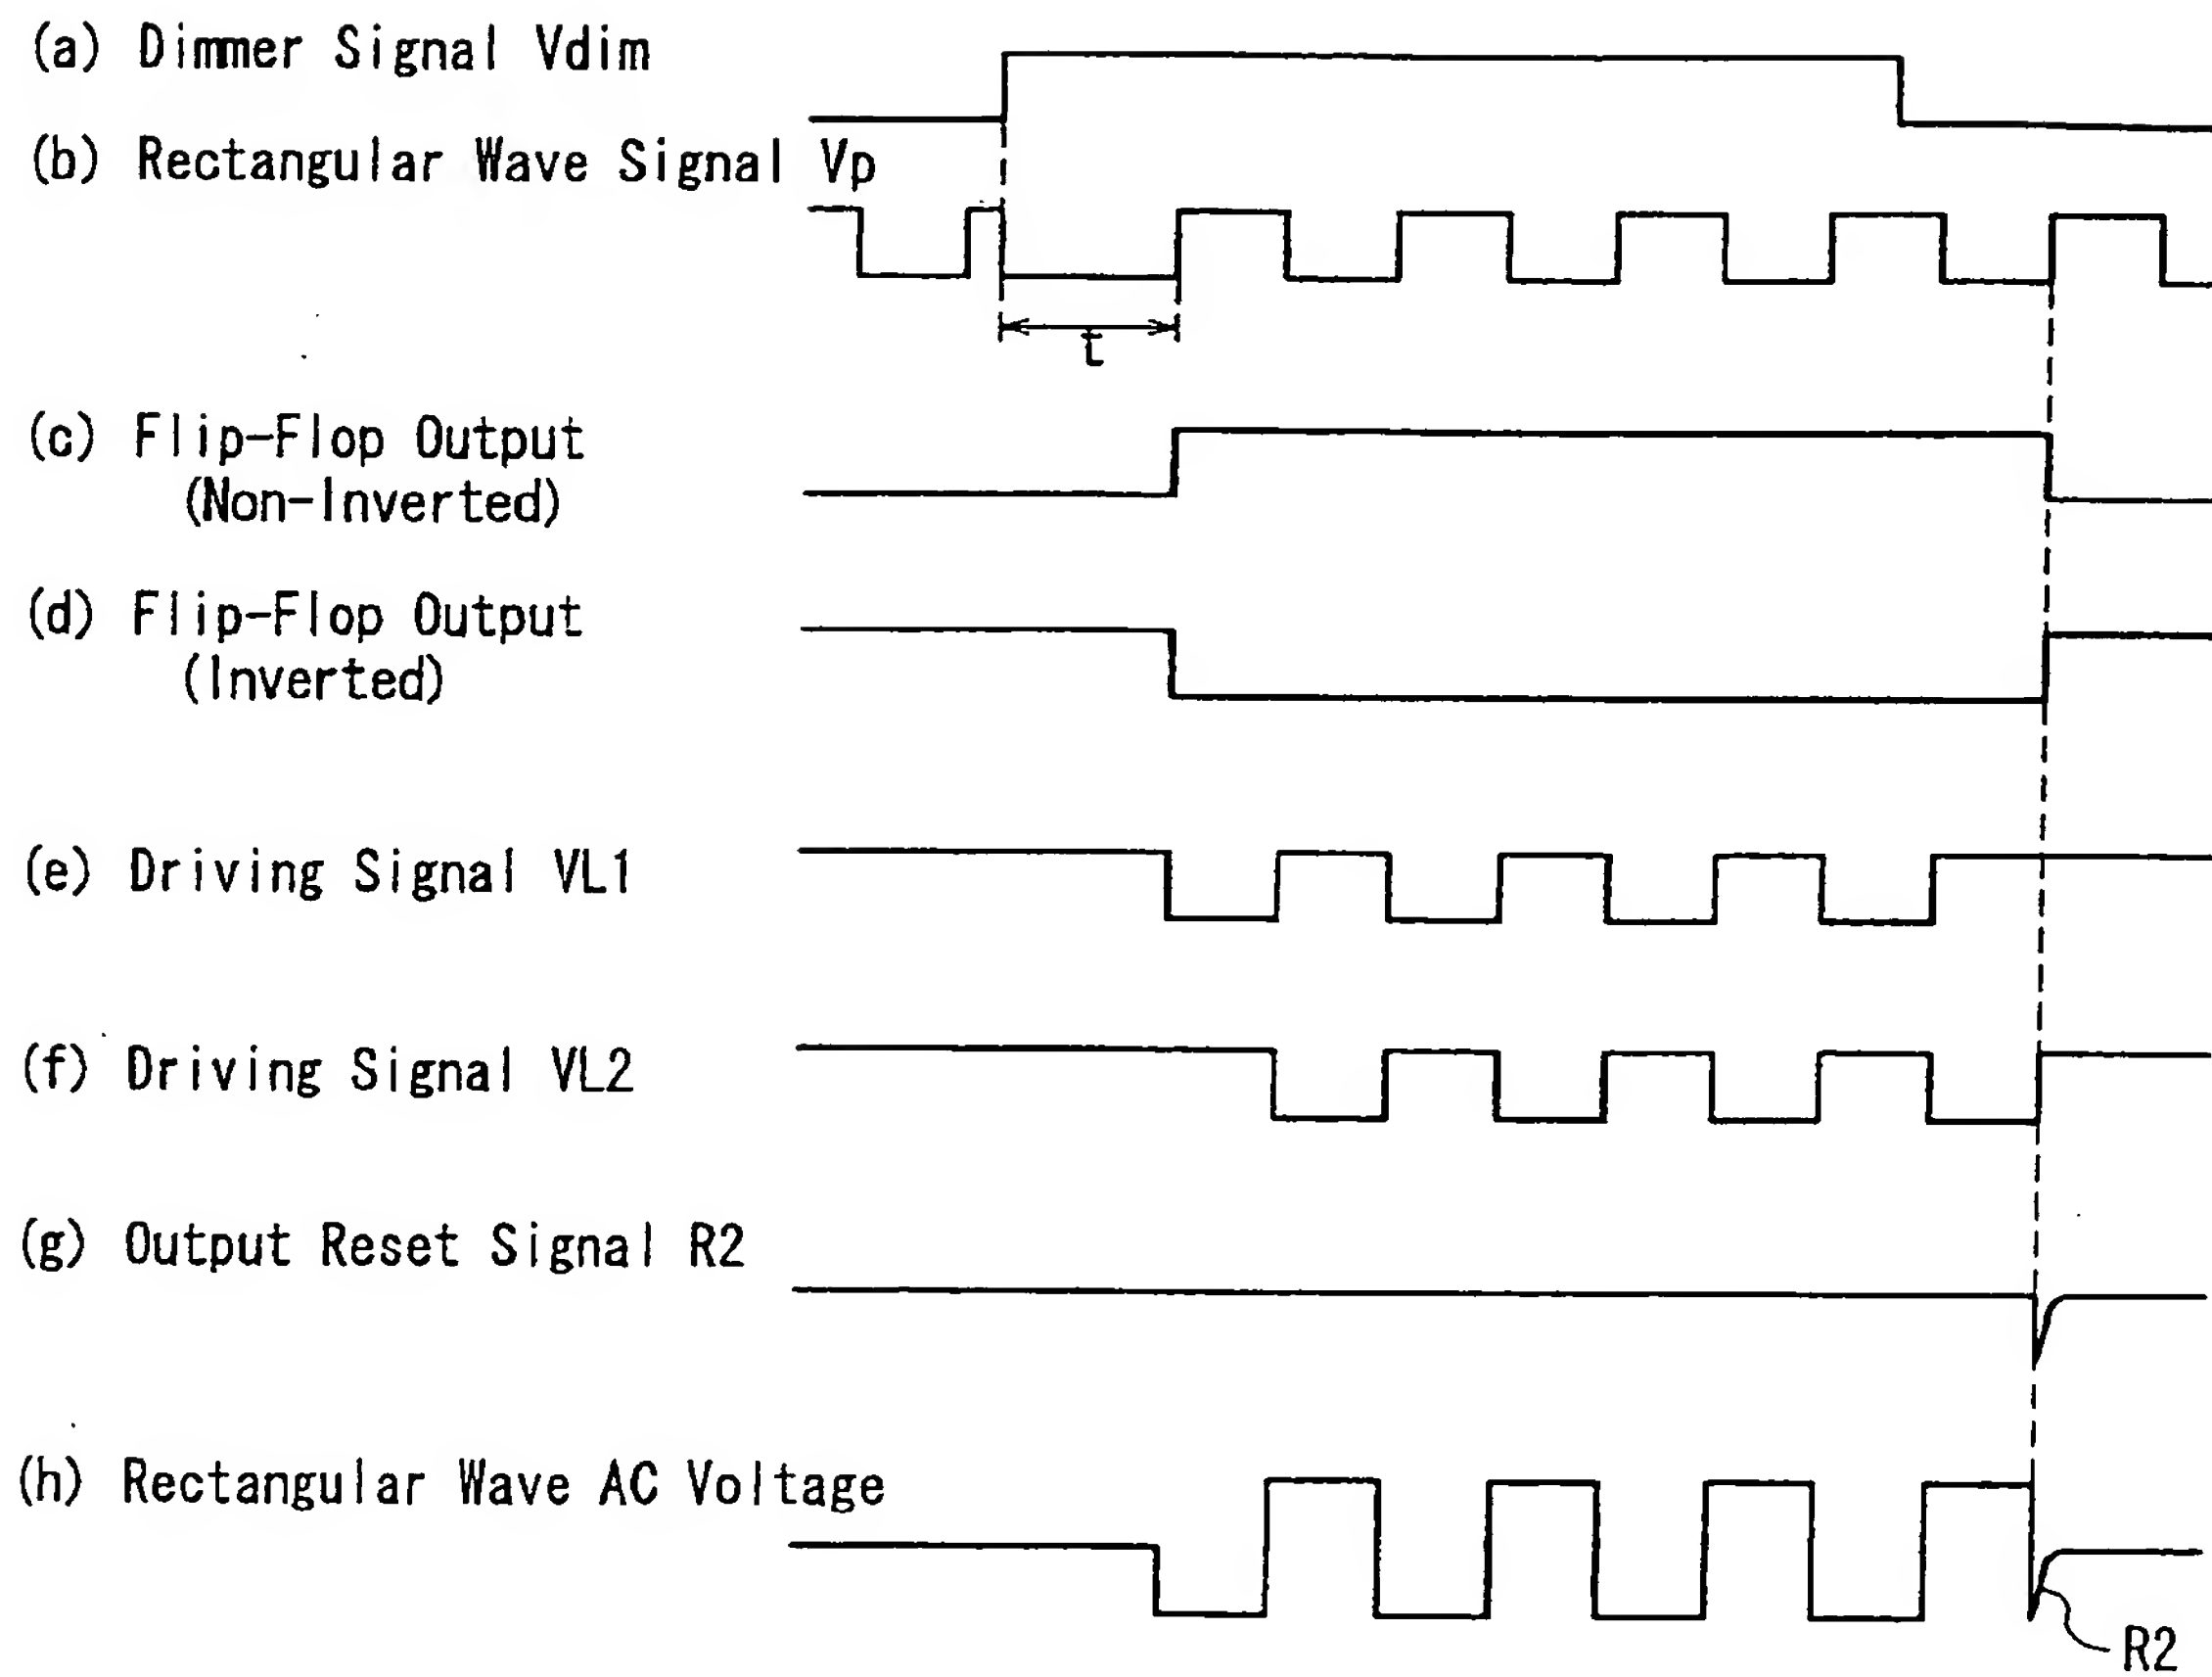 (a) Dimmer Signal Vdim
(b) Rectangular Wave Signal Vp
t
(c) Flip-Flop Output
(Non-Inverted)
(d) Flip-Flop Output
(Inverted)
(e) Driving Signal VL1
(f) Driving Signal VL2
(g) Output Reset Signal R2
(h) Rectangular Wave AC Voltage
R2